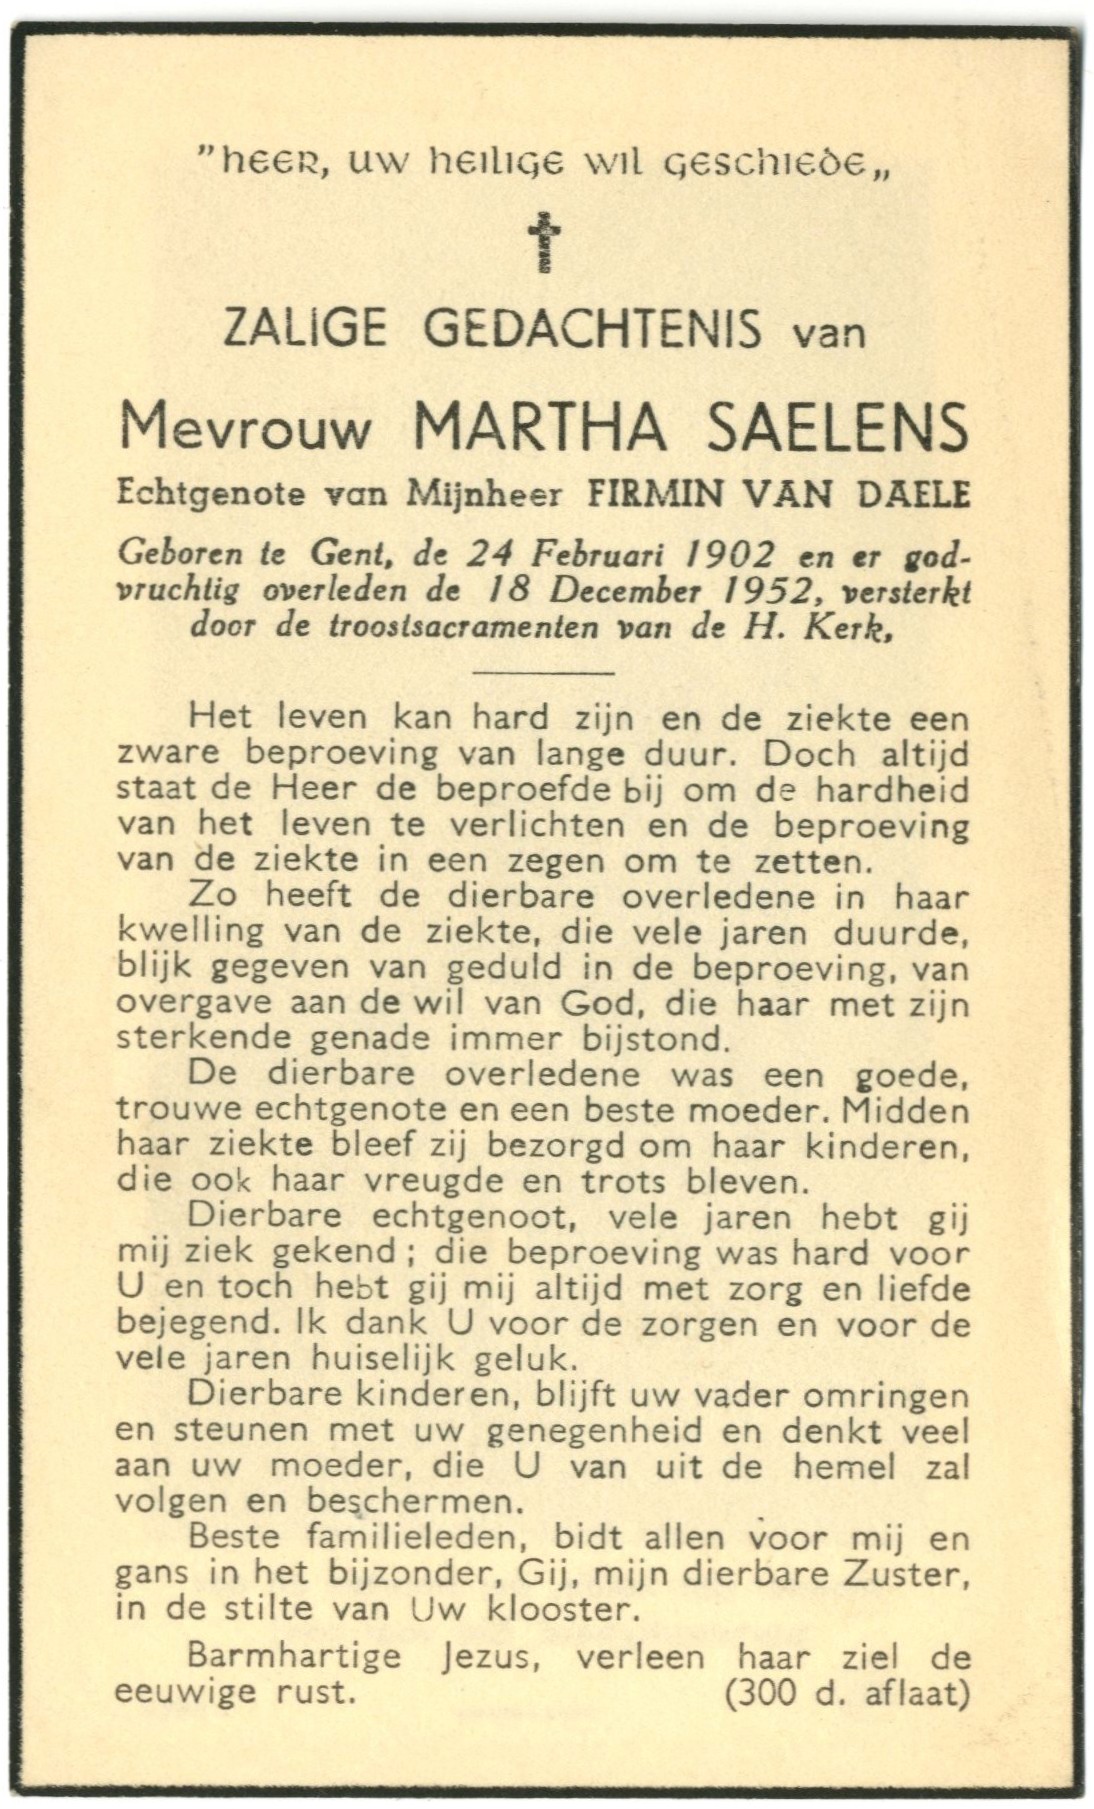 "Heer, uw heilige wil geschiede„
ZALIGE GEDACHTENIS van
Mevrouw MARTHA SAELENS
Echtgenote van Mijnheer FIRMIN VAN DAELE
Geboren te Gent, de 24 Februari 1902 en er god-
vruchtig overleden de 18 December 1952, versterkt
door de troostsacramenten van de H. Kerk,
Het leven kan hard zijn en de ziekte een
zware beproeving van lange duur. Doch altijd
staat de Heer de beproefde bij om de hardheid
van het leven te verlichten en de beproeving
van de ziekte in een zegen om te zetten.
Zo heeft de dierbare overledene in haar
kwelling van de ziekte, die vele jaren duurde,
blijk gegeven van geduld in de beproeving, van
overgave aan de wil van God, die haar met zijn
sterkende genade immer bijstond.
De dierbare overledene was een goede,
trouwe echtgenote en een beste moeder. Midden
haar ziekte bleef zij bezorgd om haar kinderen,
die ook haar vreugde en trots bleven.
Dierbare echtgenoot, vele jaren hebt gij
mij ziek gekend ; die beproeving was hard voor
U en toch hebt gij mij altijd met zorg en liefde
bejegend. Ik dank U voor de zorgen en voor de
vele jaren huiselijk geluk.
Dierbare kinderen, blijft uw vader omringen
en steunen met uw genegenheid en denkt veel
aan uw moeder, die U van uit de hemel zal
volgen en beschermen.
Beste familieleden, bidt allen voor mij en
gans in het bijzonder, Gij, mijn dierbare Zuster,
in de stilte van Uw klooster.
Barmhartige Jezus, verleen haar ziel de
eeuwige rust. (300 d. aflaat)